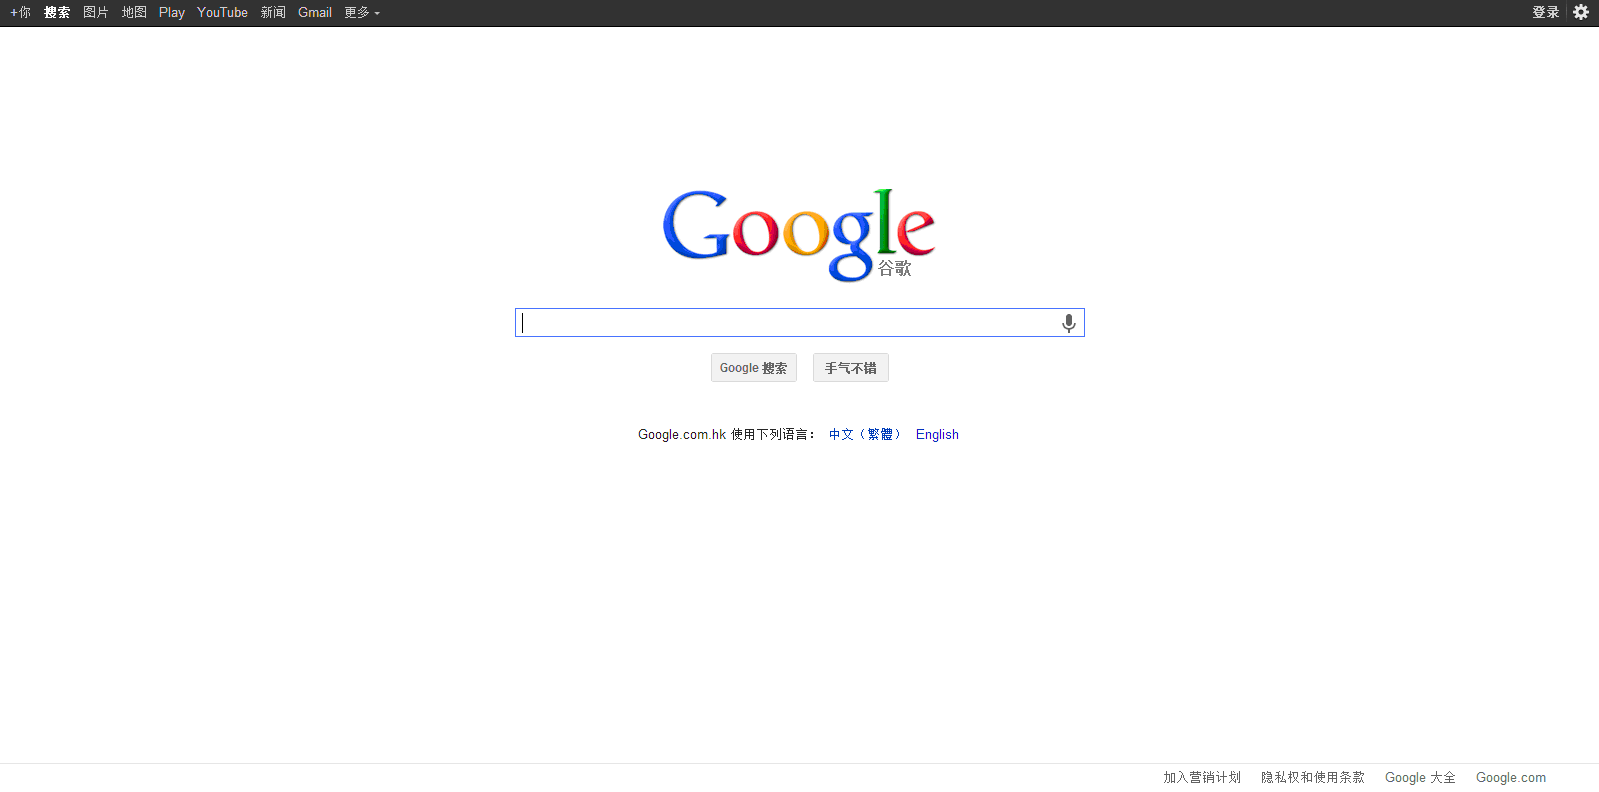 +你 搜索 图片 地图 Play YouTube 新闻 Gmail 更多 登录
Google
谷歌
Google 搜索 手气不错
Google.com.hk 使用下列语言： 中文（繁體） English
加入营销计划 隐私权和使用条款 Google 大全 Google.com